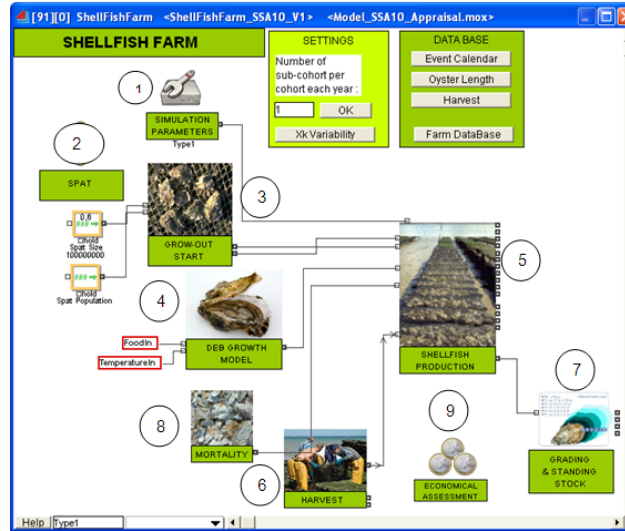 [91][0] ShellFishFarm <ShellFishFarm_SSA10_V1> <Model_SSA10_Appraisal.mox>
SHELLFISH FARM
SETTINGS
Number of
sub-cohort per
cohort each year :
1 OK
Xk Variability
DATA BASE
Event Calendar
Oyster Length
Harvest
Farm DataBase
1
SIMULATION
PARAMETERS
Type1
2
SPAT
0,6
hold
Spat Size
100000000
hold
Spat Population
3
GROW-OUT
START
4
FoodIn
TemperatureIn
DEB GROWTH
MODEL
5
SHELLFISH
PRODUCTION
8
MORTALITY
6
HARVEST
9
ECONOMICAL
ASSESSMENT
7
GRADING
& STANDING
STOCK
Help Type1